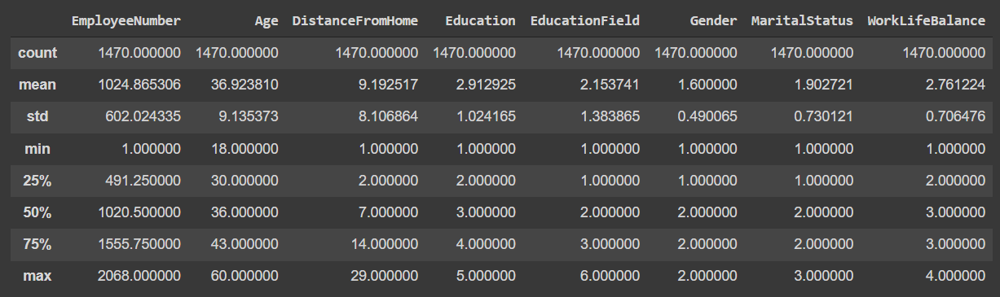 EmployeeNumber Age DistanceFromHome Education EducationField Gender MaritalStatus WorkLifeBalance
count 1470.000000 1470.000000 1470.000000 1470.000000 1470.000000 1470.000000 1470.000000 1470.000000
mean 1024.865306 36.923810 9.192517 2.912925 2.153741 1.600000 1.902721 2.761224
std 602.024335 9.135373 8.106864 1.024165 1.383865 0.490065 0.730121 0.706476
min 1.000000 18.000000 1.000000 1.000000 1.000000 1.000000 1.000000 1.000000
25% 491.250000 30.000000 2.000000 2.000000 1.000000 1.000000 1.000000 2.000000
50% 1020.500000 36.000000 7.000000 3.000000 2.000000 2.000000 2.000000 3.000000
75% 1555.750000 43.000000 14.000000 4.000000 3.000000 2.000000 2.000000 3.000000
max 2068.000000 60.000000 29.000000 5.000000 6.000000 2.000000 3.000000 4.000000